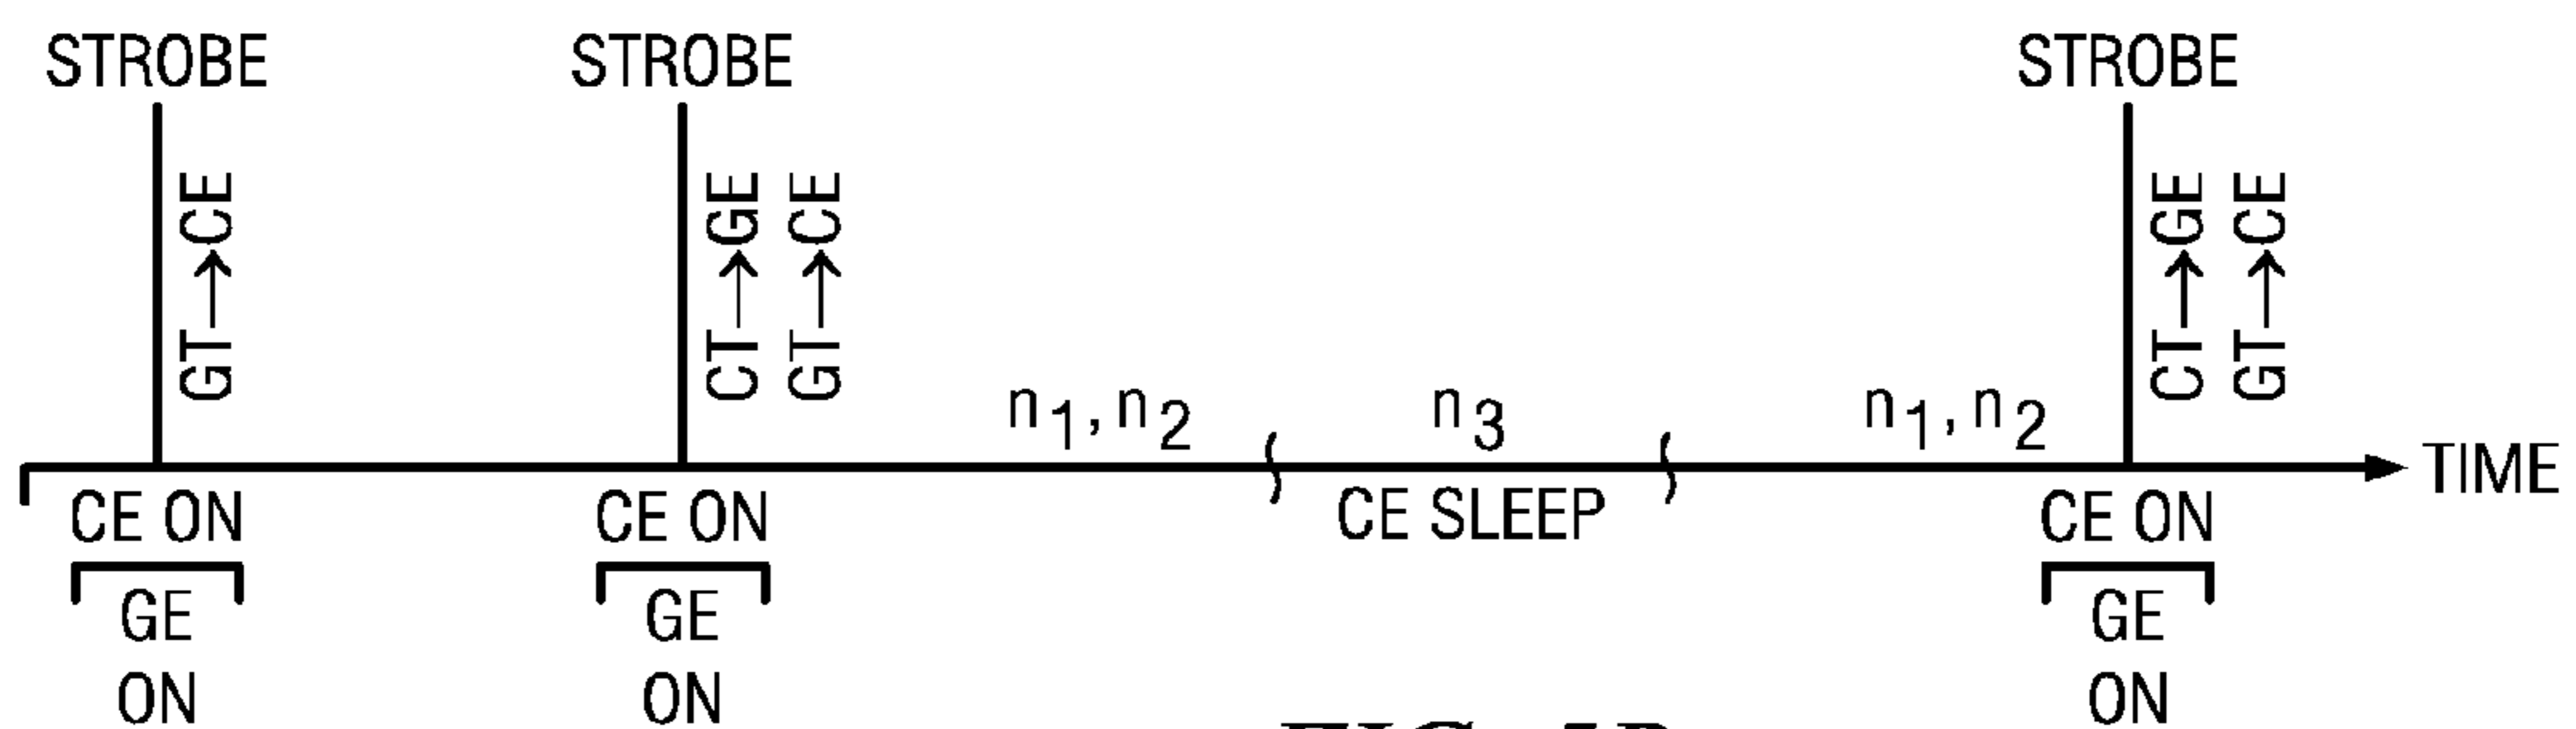 STROBE STROBE STROBE
GT→CE
CT→GE
GT→CE
CT→GE
GT→CE
n1, n2 n3 n1, n2
TIME
CE ON CE ON CE SLEEP CE ON
GE GE GE
ON ON ON